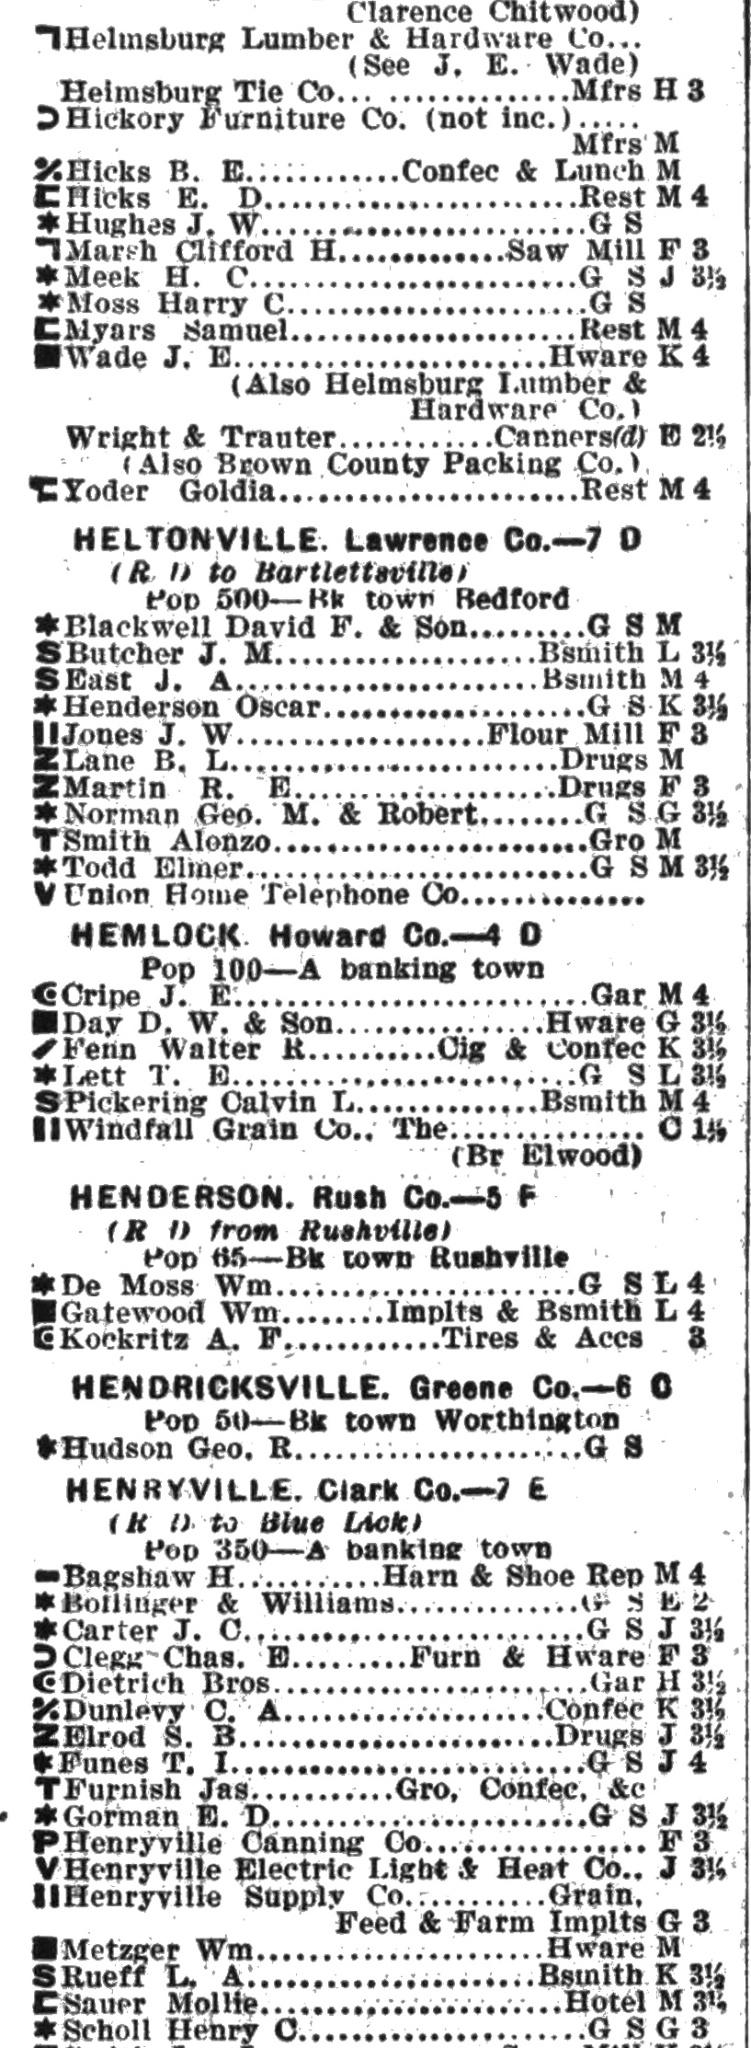 Clarence Chitwood)
Helmsburg Lumber & Hardware Co...
(See J. E. Wade)
Helmsburg Tie Co... ..............Mfrs H 3
Hickory Furniture Co. (not inc.).....
Mfrs M
Hicks B. E............Confec & Lunch M
C Hicks E. D........................Rest M 4
* Hughes J. W........................G S
Marsh Clifford H.............Saw Mill F 3
* Meek H. C.........................G S J 3½
* Moss Harry C......................G S
C Myars Samuel.....................Rest M 4
■ Wade J. E........................Hware K 4
(Also Helmsburg Lumber &
Hardware Co.)
Wright & Trauter............Canners(d) E 2½
(Also Brown County Packing Co.)
Yoder Goldia.......................Rest M 4
HELTONVILLE. Lawrence Co.—7 D
(R D to Bartlettsville)
Pop 500—Bk town Bedford
* Blackwell David F. & Son.........G S M
S Butcher J. M....................Bsmith L 3½
S East J. A.......................Bsmith M 4
* Henderson Oscar....................G S K 3½
II Jones J. W...................Flour Mill F 3
Z Lane B. L.........................Drugs M
Z Martin R. E.....................Drugs F 3
* Norman Geo. M. & Robert........G S G 3½
T Smith Alonzo.......................Gro M
* Todd Elmer.........................G S M 3½
V Union Home Telephone Co..............
HEMLOCK. Howard Co.—4 D
Pop 100—A banking town
Cripe J. E..........................Gar M 4
■ Day D. W. & Son................Hware G 3½
Fenn Walter R..........Cig & Confec K 3½
* Lett T. E..........................G S L 3½
S Pickering Calvin L..............Bsmith M 4
II Windfall Grain Co., The............... C 1½
(Br Elwood)
HENDERSON. Rush Co.—5 F
(R D from Rushville)
Pop 65—Bk town Rushville
* De Moss Wm.......................G S L 4
■ Gatewood Wm........Implts & Bsmith L 4
Kockritz A. F............Tires & Accs 3
HENDRICKSVILLE. Greene Co.—6 C
Pop 50—Bk town Worthington
* Hudson Geo. R......................G S
HENRYVILLE. Clark Co.—7 E
(R D to Blue Lick)
Pop 350—A banking town
Bagshaw H...........Harn & Shoe Rep M 4
* Bollinger & Williams..............G S E 2
* Carter J. C.........................G S J 3½
Clegg Chas. E.........Furn & Hware F 3
Dietrich Bros.......................Gar H 3½
% Dunlevy C. A....................Confec K 3½
Z Elrod S. B........................Drugs J 3½
* Funes T. I..........................G S J 4
T Furnish Jas...........Gro, Confec, &c
* Gorman E. D.......................G S J 3½
P Henryville Canning Co................. F 3
V Henryville Electric Light & Heat Co.. J 3½
II Henryville Supply Co...........Grain,
Feed & Farm Implts G 3
■ Metzger Wm......................Hware M
S Rueff L. A.......................Bsmith K 3½
C Sauer Mollie......................Hotel M 3½
* Scholl Henry C.....................G S G 3